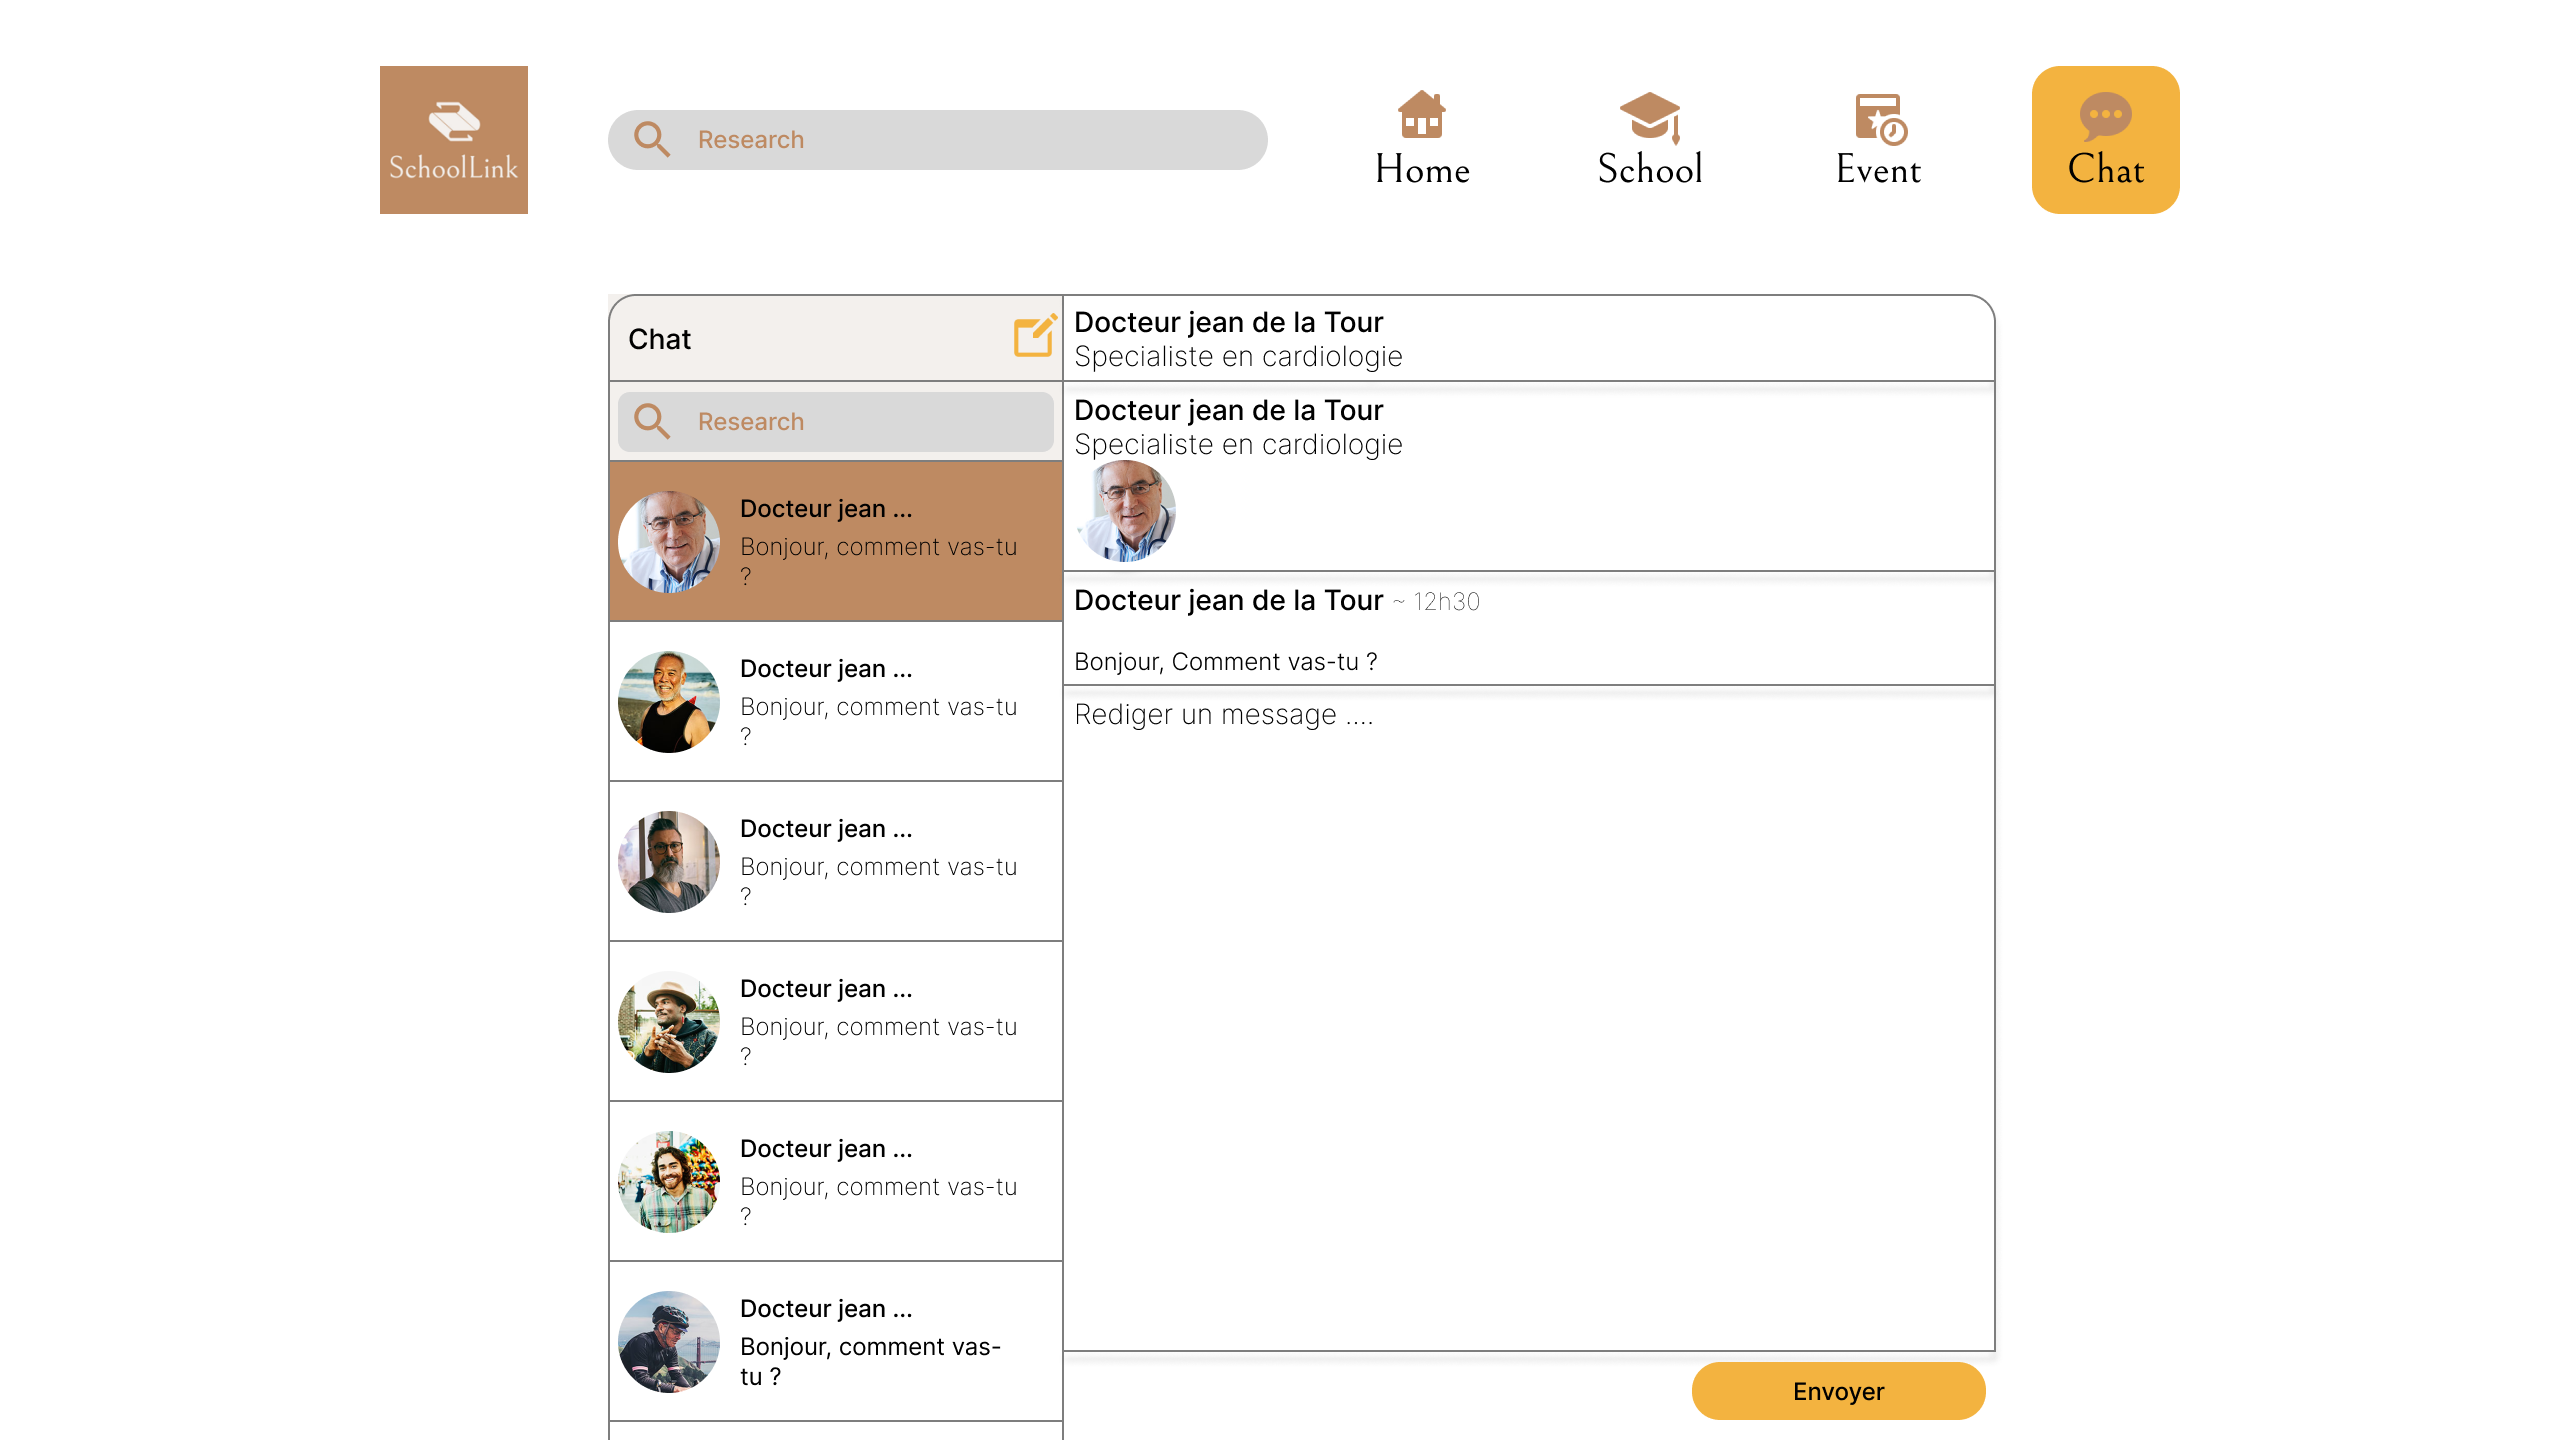 SchoolLink
Research
Home
School
Event
Chat
Chat
Research
Docteur jean ...
Bonjour, comment vas-tu
?
Docteur jean ...
Bonjour, comment vas-tu
?
Docteur jean ...
Bonjour, comment vas-tu
?
Docteur jean ...
Bonjour, comment vas-tu
?
Docteur jean ...
Bonjour, comment vas-tu
?
Docteur jean ...
Bonjour, comment vas-
tu ?
Docteur jean de la Tour
Specialiste en cardiologie
Docteur jean de la Tour
Specialiste en cardiologie
Docteur jean de la Tour ~ 12h30
Bonjour, Comment vas-tu ?
Rediger un message ....
Envoyer